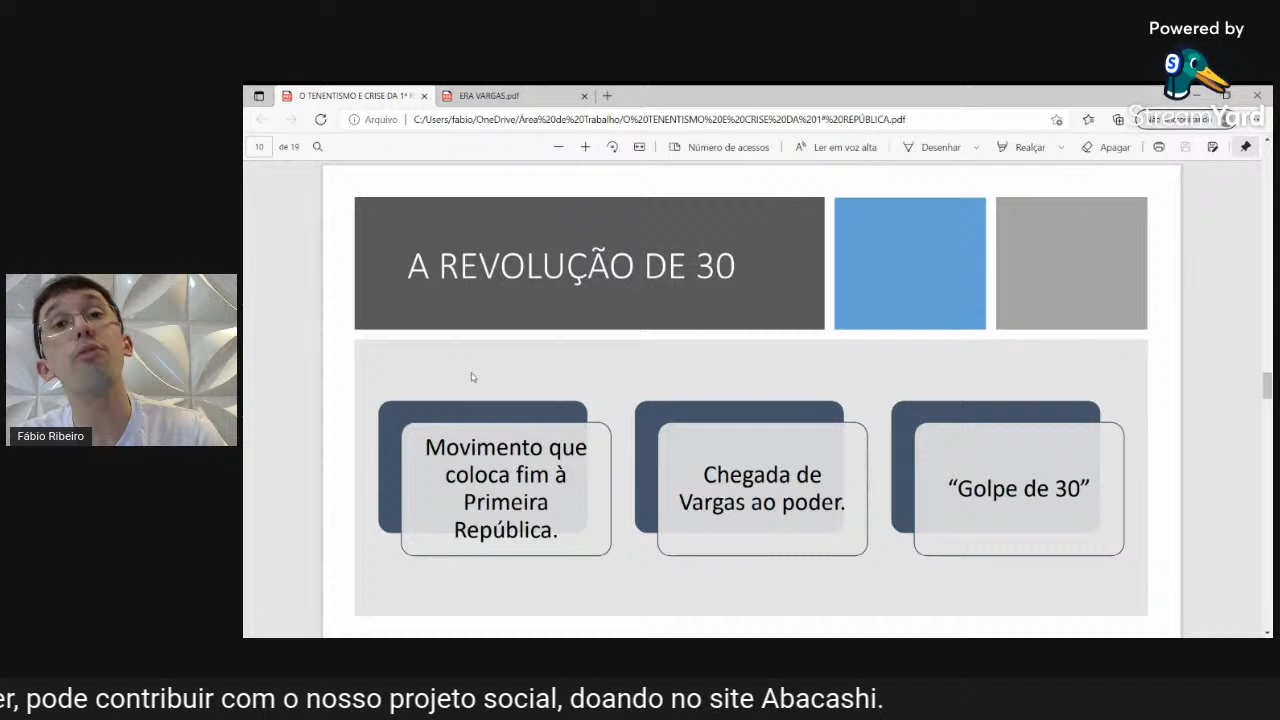 Powered by
StreamYard
O TENENTISMO E CRISE DA 1ª R
ERA VARGAS.pdf
Arquivo
C:/Users/fabio/OneDrive/Área%20de%20Trabalho/O%20TENENTISMO%20E%20CRISE%20DA%201ª%20REPÚBLICA.pdf
10 de 19
Número de acessos
Ler em voz alta
Desenhar
Realçar
Apagar
A REVOLUÇÃO DE 30
Movimento que
coloca fim à
Primeira
República.
Chegada de
Vargas ao poder.
“Golpe de 30”
Fábio Ribeiro
er, pode contribuir com o nosso projeto social, doando no site Abacashi.